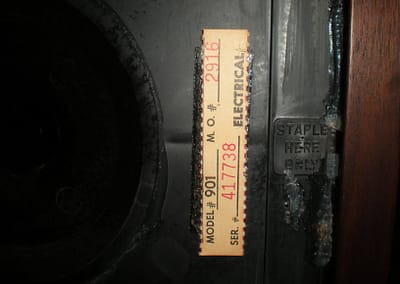 MODEL# 901 M. O. # 2916
SER. # 417738 ELECTRICAL
STAPLE
HERE
ONLY